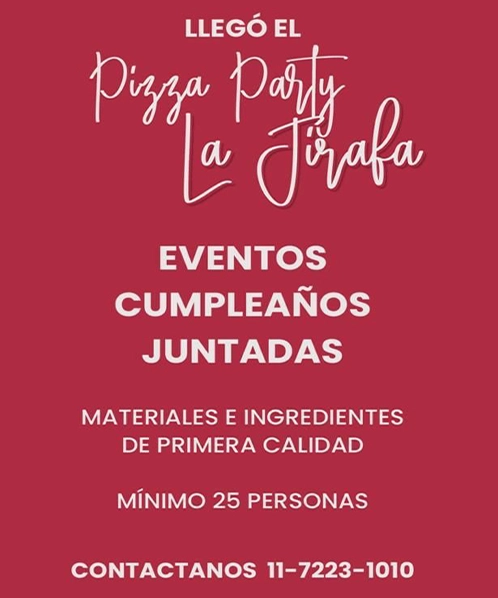 LLEGÓ EL
Pizza Party
La Jirafa
EVENTOS
CUMPLEAÑOS
JUNTADAS
MATERIALES E INGREDIENTES
DE PRIMERA CALIDAD
MÍNIMO 25 PERSONAS
CONTACTANOS 11-7223-1010